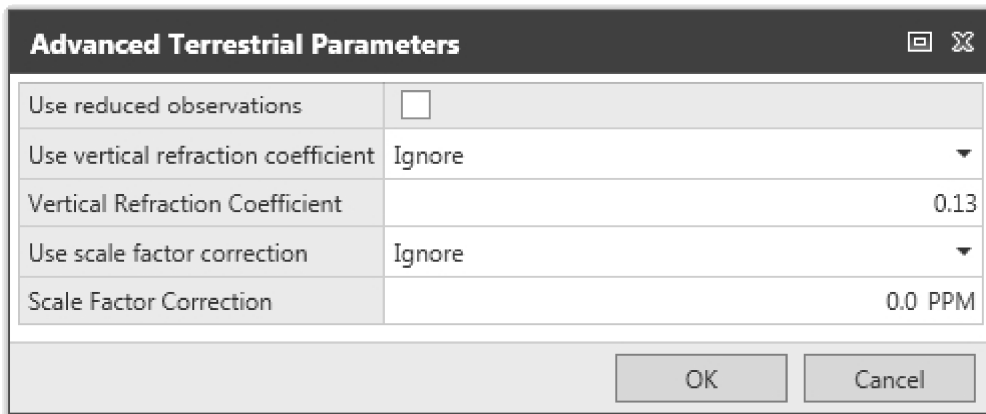 Advanced Terrestrial Parameters
Use reduced observations
Use vertical refraction coefficient Ignore
Vertical Refraction Coefficient 0.13
Use scale factor correction Ignore
Scale Factor Correction 0.0 PPM
OK Cancel